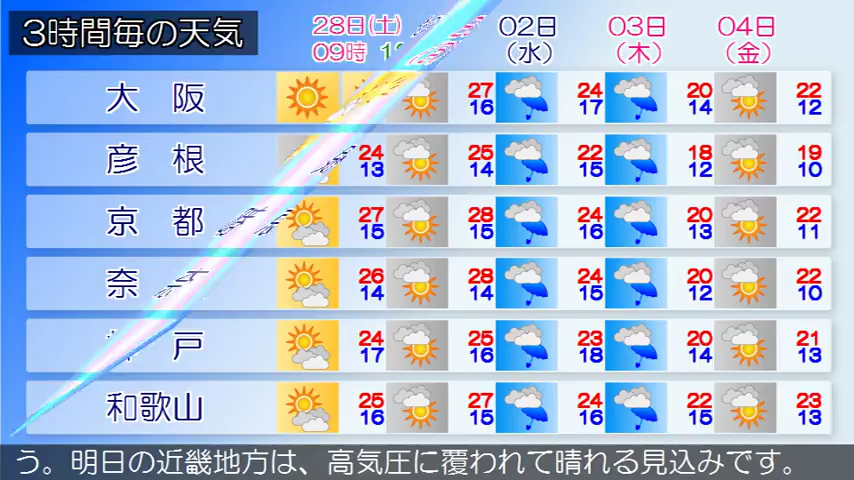 3時間毎の天気
28日(土) 02日 03日 04日
09時 (水) (木) (金)
大阪 27 24 20 22
16 17 14 12
彦根 24 25 22 18 19
13 14 15 12 10
京都 27 28 24 20 22
15 15 16 13 11
奈 26 28 24 20 22
14 14 15 12 10
戸 24 25 23 20 21
17 16 18 14 13
和歌山 25 27 24 22 23
16 15 16 15 13
う。明日の近畿地方は、高気圧に覆われて晴れる見込みです。